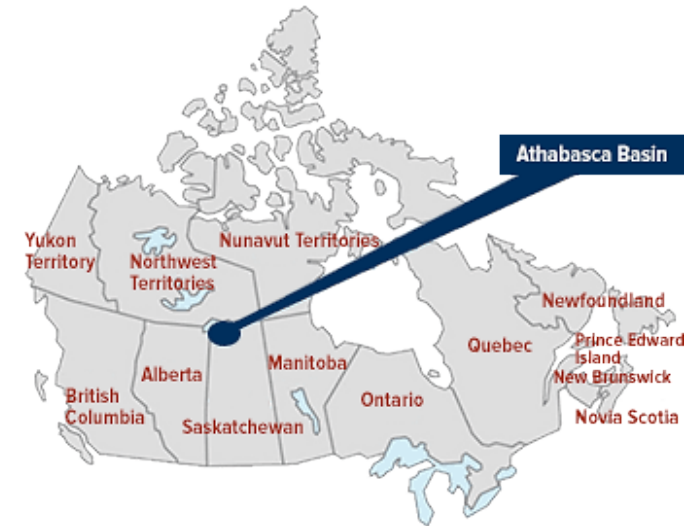 Athabasca Basin
Yukon
Territory
Nunavut Territories
Northwest
Territories
Newfoundland
Quebec
Prince Edward
Island
Manitoba
Alberta
New Brunswick
British
Columbia
Ontario
Saskatchewan
Novia Scotia